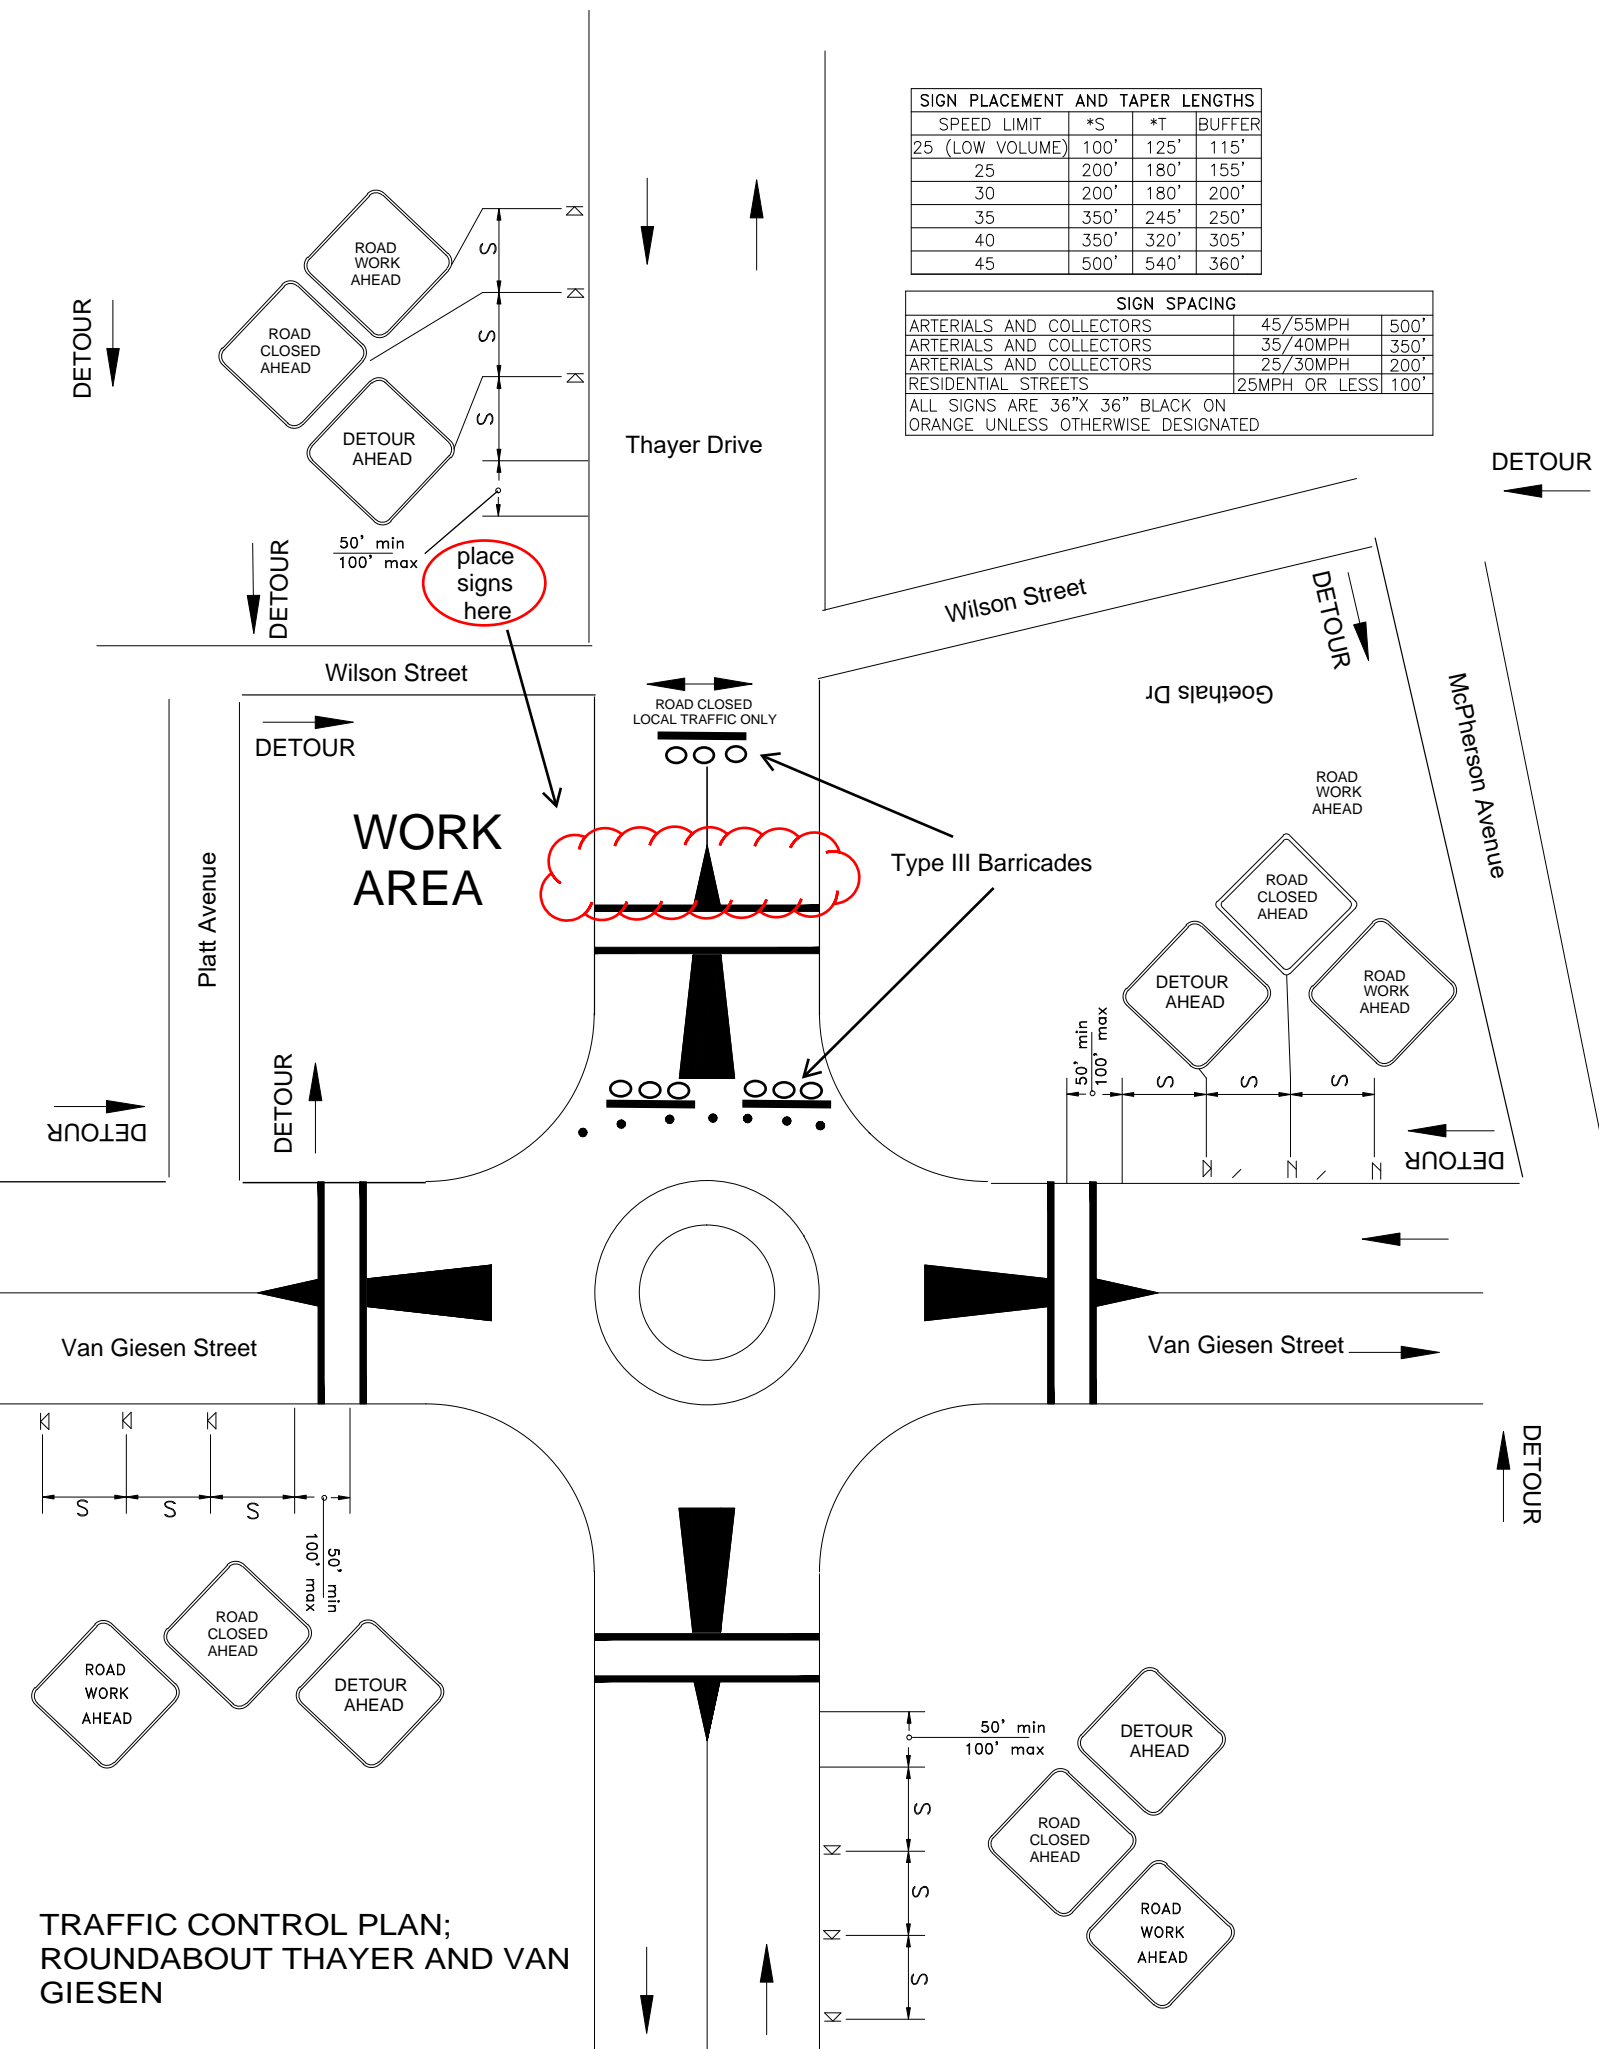 SIGN PLACEMENT AND TAPER LENGTHS
SPEED LIMIT *S *T BUFFER
25 (LOW VOLUME) 100' 125' 115'
25 200' 180' 155'
30 200' 180' 200'
35 350' 245' 250'
40 350' 320' 305'
45 500' 540' 360'
SIGN SPACING
ARTERIALS AND COLLECTORS 45/55MPH 500'
ARTERIALS AND COLLECTORS 35/40MPH 350'
ARTERIALS AND COLLECTORS 25/30MPH 200'
RESIDENTIAL STREETS 25MPH OR LESS 100'
ALL SIGNS ARE 36"X 36" BLACK ON
ORANGE UNLESS OTHERWISE DESIGNATED
ROAD
WORK
AHEAD
ROAD
CLOSED
AHEAD
DETOUR
AHEAD
S
S
S
50' min
100' max
DETOUR
DETOUR
place
signs
here
Thayer Drive
DETOUR
Wilson Street
DETOUR
Goethals Dr
McPherson Avenue
Wilson Street
DETOUR
ROAD CLOSED
LOCAL TRAFFIC ONLY
WORK
AREA
Type III Barricades
Platt Avenue
ROAD
WORK
AHEAD
ROAD
CLOSED
AHEAD
DETOUR
AHEAD
ROAD
WORK
AHEAD
50' min
100' max
S
S
S
DETOUR
DETOUR
DETOUR
Van Giesen Street
Van Giesen Street
DETOUR
S
S
S
50' min
100' max
ROAD
CLOSED
AHEAD
ROAD
WORK
AHEAD
DETOUR
AHEAD
50' min
100' max
S
S
S
DETOUR
AHEAD
ROAD
CLOSED
AHEAD
ROAD
WORK
AHEAD
TRAFFIC CONTROL PLAN;
ROUNDABOUT THAYER AND VAN
GIESEN